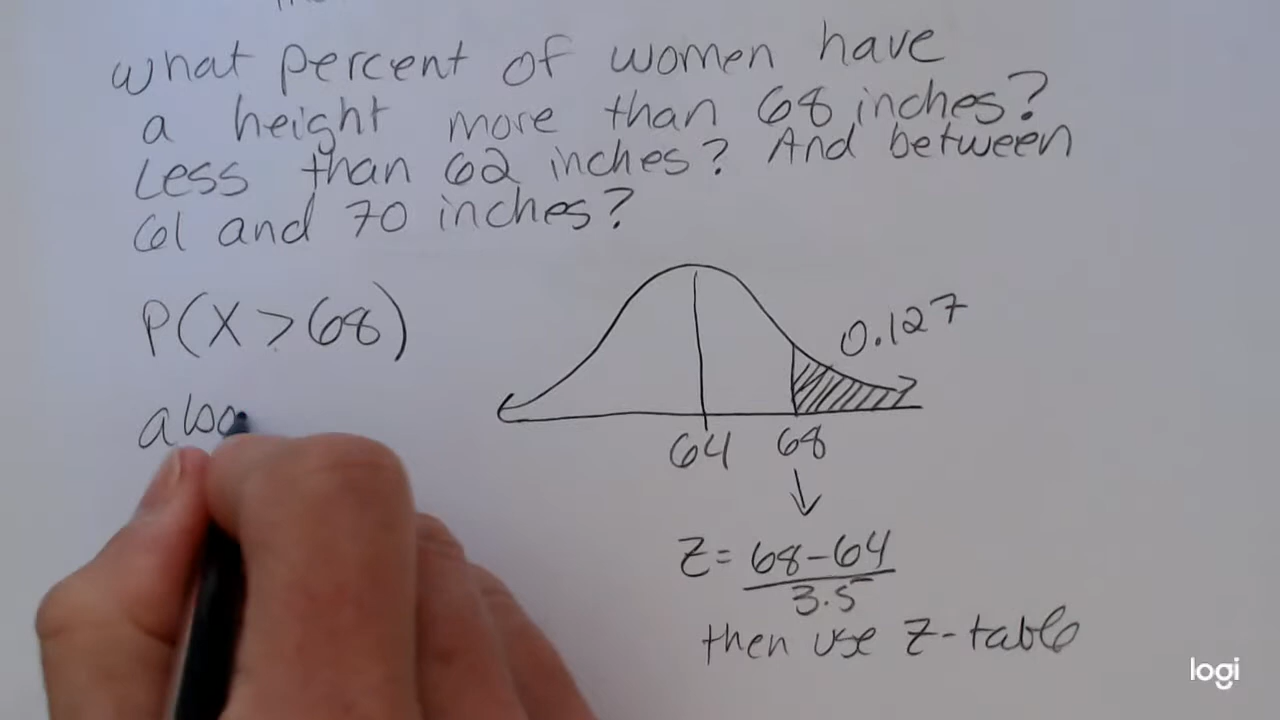 what percent of women have
a height more than 68 inches?
Less than 62 inches? And between
61 and 70 inches?
P(X>68)
0.127
64 68
Z = 68-64
3.5
then use Z-table
logi